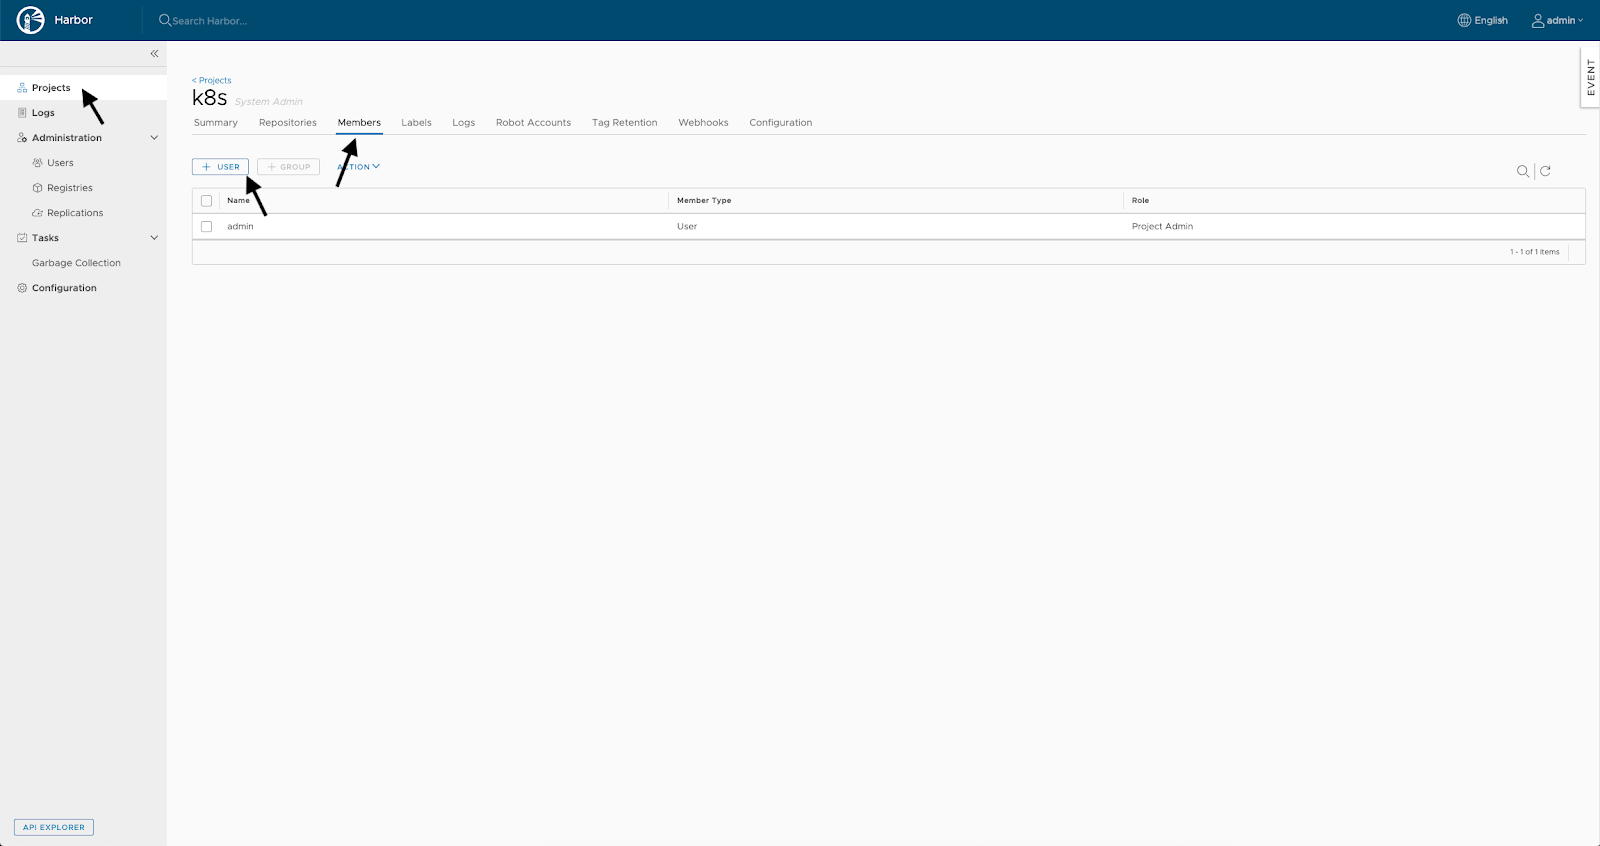 Harbor
Search Harbor...
English
admin
EVENT
Projects
Logs
Administration
Users
Registries
Replications
Tasks
Garbage Collection
Configuration
API EXPLORER
< Projects
k8s System Admin
Summary Repositories Members Labels Logs Robot Accounts Tag Retention Webhooks Configuration
+ USER + GROUP ACTION
Name Member Type Role
admin User Project Admin
1 - 1 of 1 items